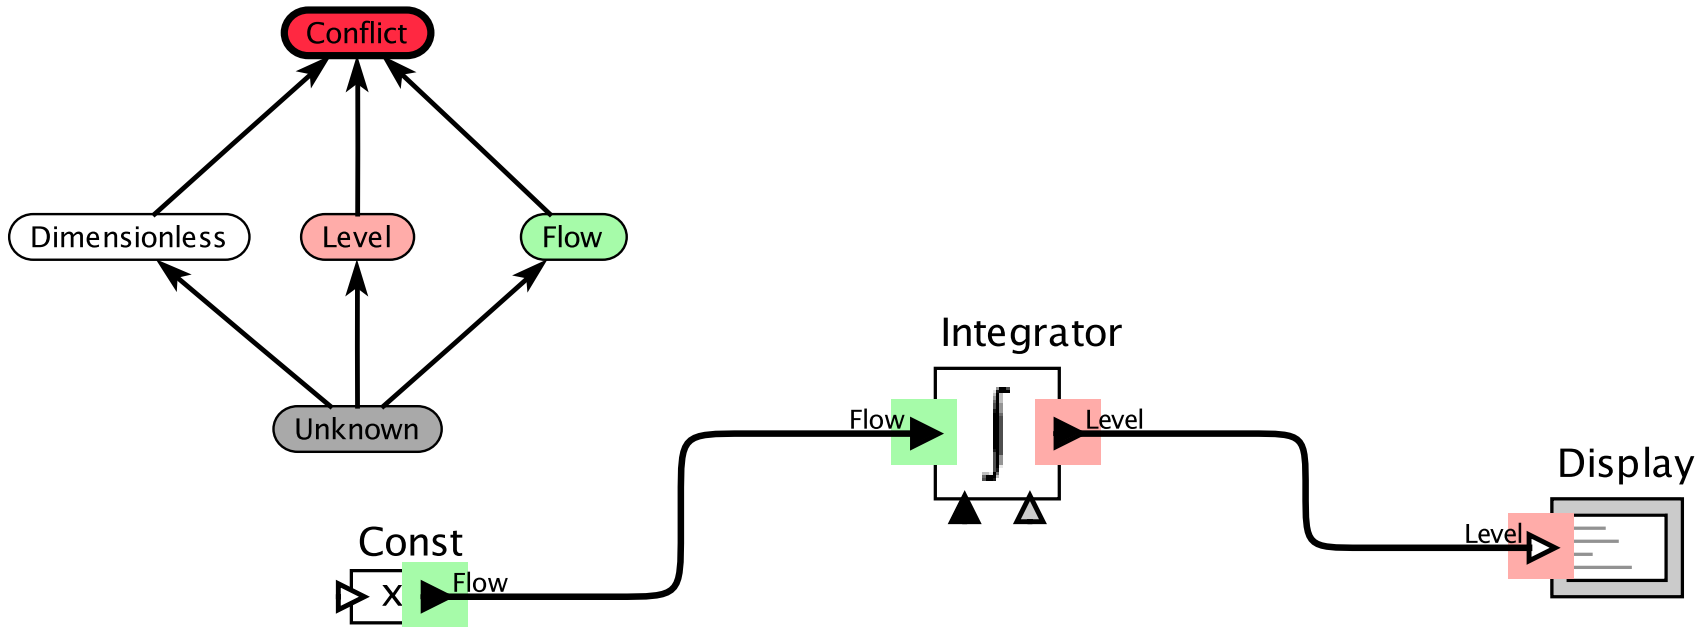 Conflict
Dimensionless
Level
Flow
Unknown
Integrator
Flow
∫
Level
Display
Level
Const
x
Flow